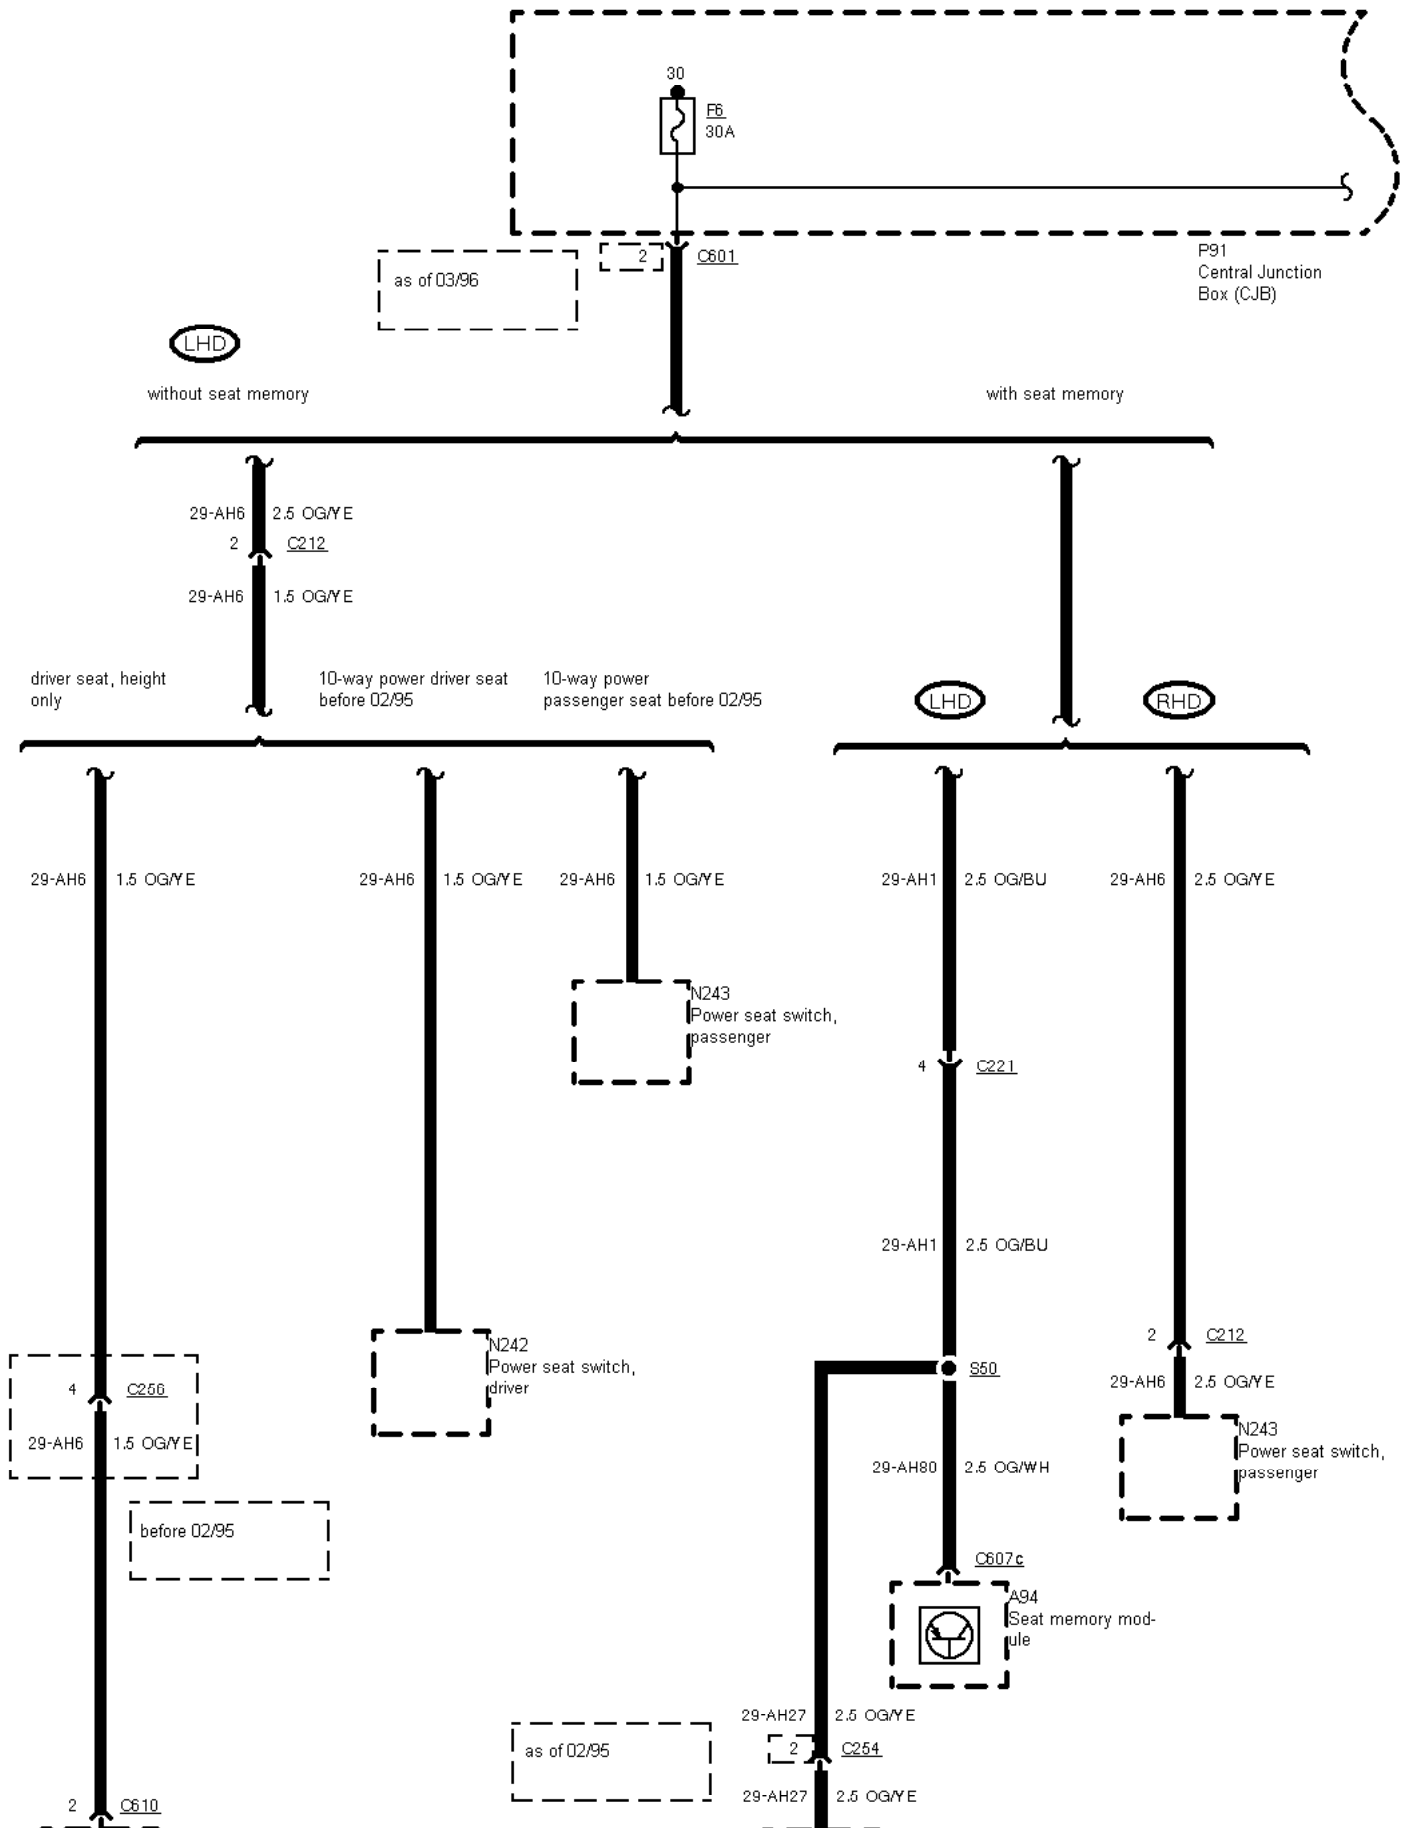 30
F6
30A
2
C601
P91
Central Junction
Box (CJB)
as of 03/96
LHD
without seat memory
with seat memory
29-AH6 2.5 OG/YE
2 C212
29-AH6 1.5 OG/YE
driver seat, height
only
10-way power driver seat
before 02/95
10-way power
passenger seat before 02/95
LHD
RHD
29-AH6 1.5 OG/YE
29-AH6 1.5 OG/YE
29-AH6 1.5 OG/YE
29-AH1 2.5 OG/BU
29-AH6 2.5 OG/YE
N243
Power seat switch,
passenger
4 C221
29-AH1 2.5 OG/BU
2 C212
N242
Power seat switch,
driver
S50
29-AH6 2.5 OG/YE
4 C256
29-AH6 1.5 OG/YE
N243
Power seat switch,
passenger
29-AH80 2.5 OG/WH
before 02/95
C607c
A94
Seat memory mod-
ule
29-AH27 2.5 OG/YE
as of 02/95
2 C254
29-AH27 2.5 OG/YE
2 C610